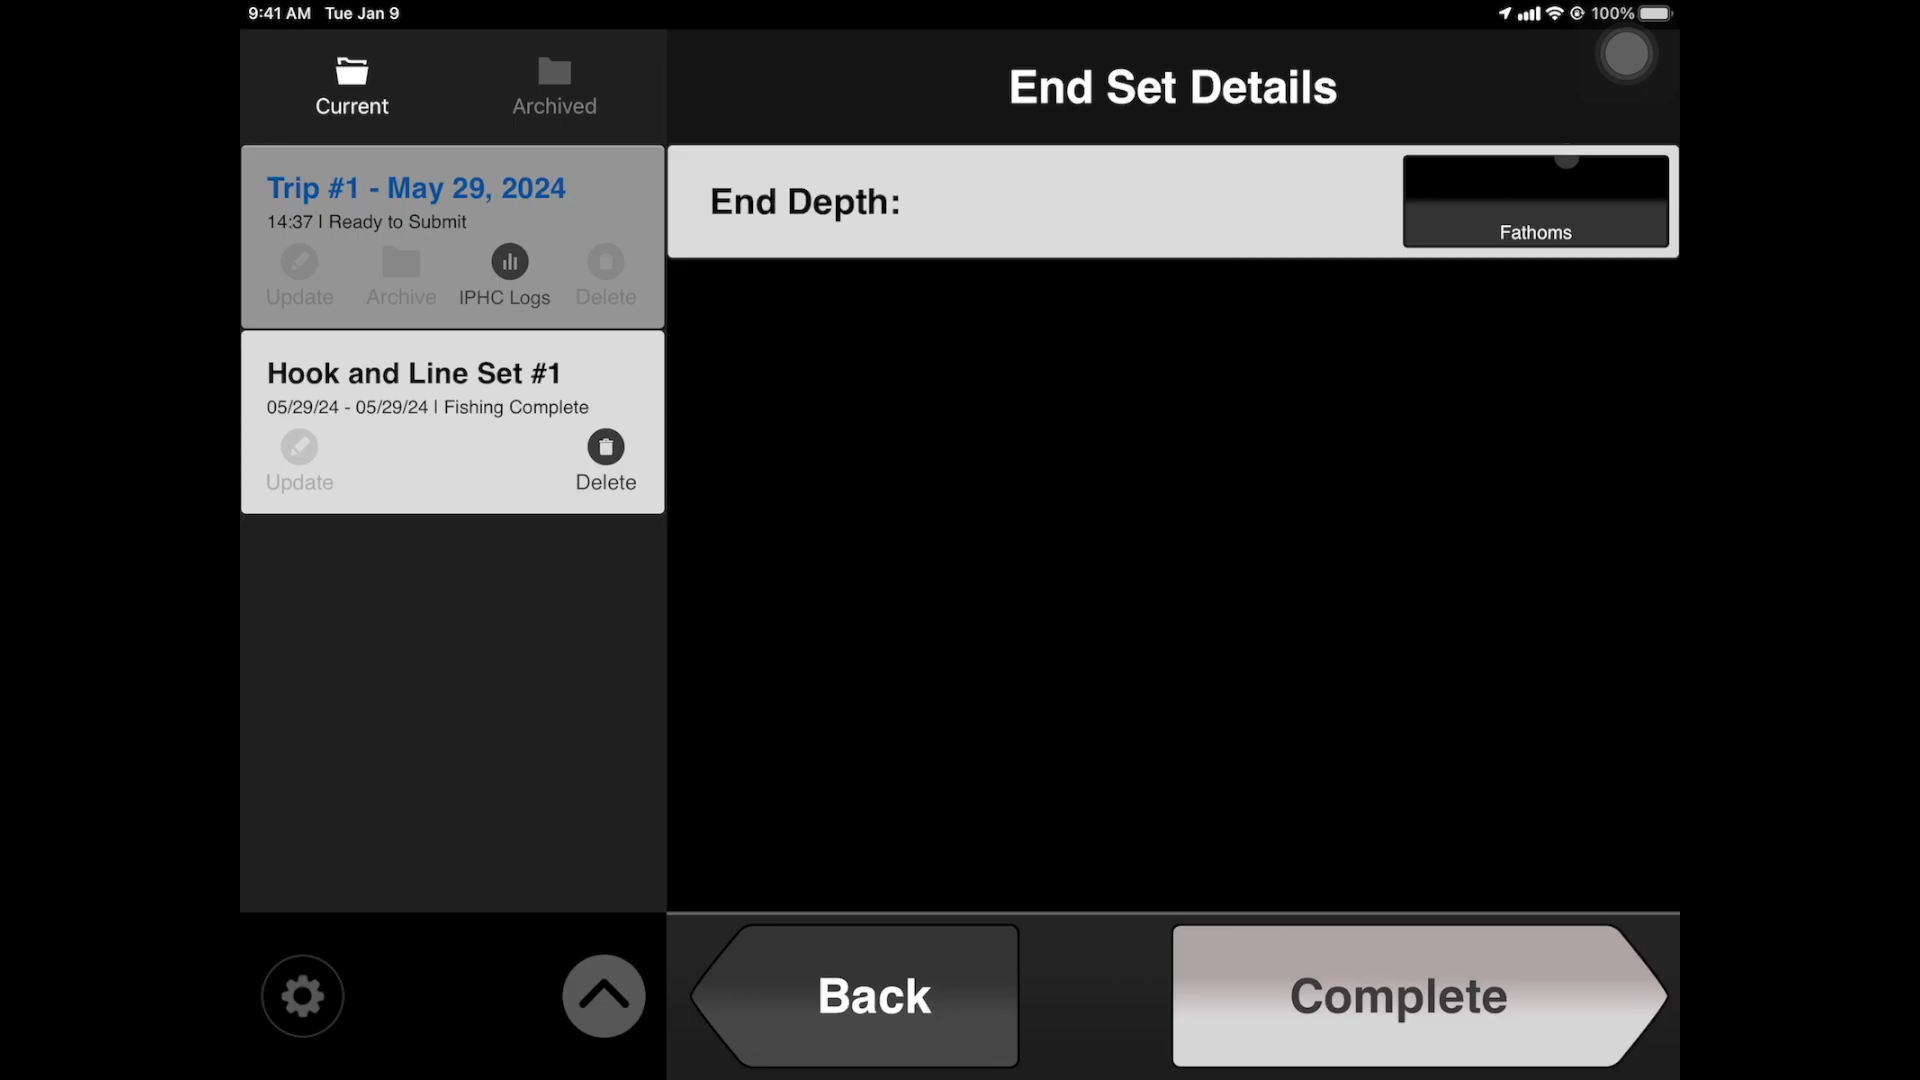 9:41 AM Tue Jan 9
100%
Current
Archived
End Set Details
Trip #1 - May 29, 2024
14:37 | Ready to Submit
Update
Archive
IPHC Logs
Delete
End Depth:
Fathoms
Hook and Line Set #1
05/29/24 - 05/29/24 | Fishing Complete
Update
Delete
Back
Complete